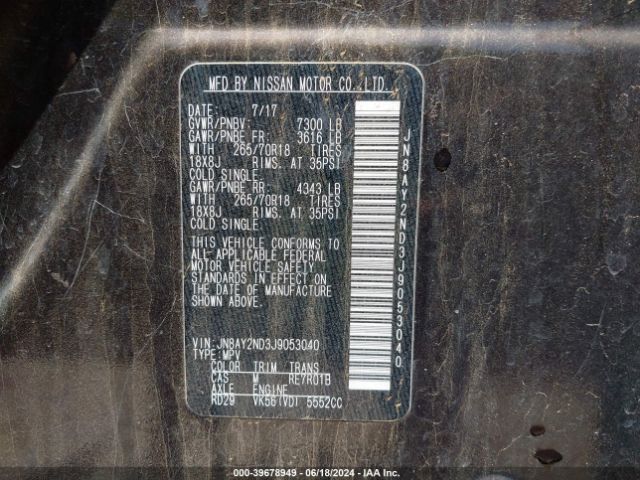 MFD BY NISSAN MOTOR CO., LTD.
DATE: 7/17
GVWR/PNBV: 7300 LB
GAWR/PNBE FR: 3616 LB
WITH 265/70R18 TIRES
18X8J RIMS. AT 35PSI
COLD SINGLE.
GAWR/PNBE RR: 4343 LB
WITH 265/70R18 TIRES
18X8J RIMS. AT 35PSI
COLD SINGLE.
THIS VEHICLE CONFORMS TO
ALL APPLICABLE FEDERAL
MOTOR VEHICLE SAFETY
STANDARDS IN EFFECT ON
THE DATE OF MANUFACTURE
SHOWN ABOVE.
VIN: JN8AY2ND3J9053040
TYPE: MPV
COLOR TRIM TRANS
CAS M RE7R01B
AXLE ENGINE
RD29 VK56(VD) 5552CC
JN8AY2ND3J9053040
000-39678949 - 06/18/2024 - IAA Inc.